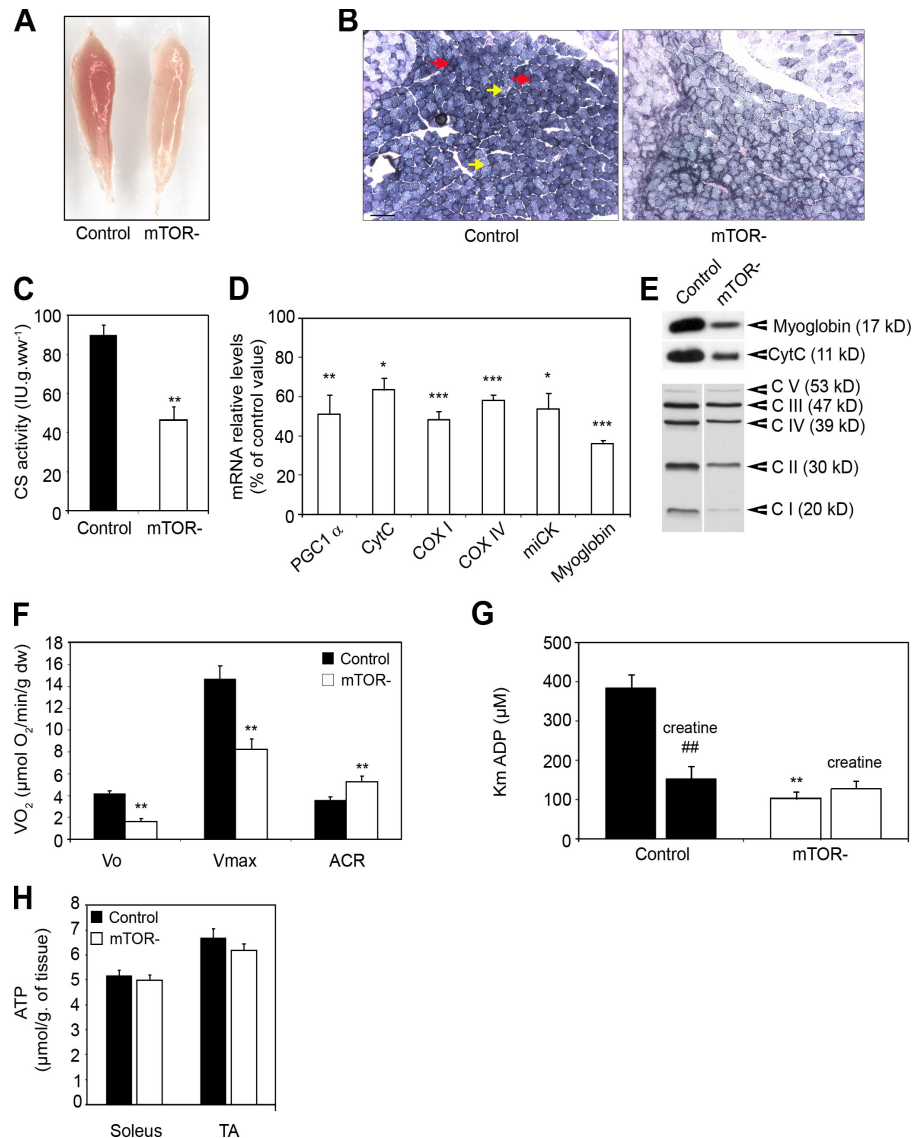 A
Control mTOR-
B
Control
mTOR-
C
CS activity (IU.g.ww-1)
100
80
60
40
20
0
Control mTOR-
**
D
mRNA relative levels
(% of control value)
100
80
60
40
20
0
** * *** *** * ***
PGC1 α CytC COX I COX IV miCK Myoglobin
E
Control mTOR-
Myoglobin (17 kD)
CytC (11 kD)
C V (53 kD)
C III (47 kD)
C IV (39 kD)
C II (30 kD)
C I (20 kD)
F
VO2 (µmol O2/min/g dw)
18
16
14
12
10
8
6
4
2
0
Control
mTOR-
** ** **
Vo Vmax ACR
G
Km ADP (µM)
500
400
300
200
100
0
creatine
##
**
creatine
Control mTOR-
H
ATP
(µmol/g. of tissue)
8
7
6
5
4
3
2
1
0
Control
mTOR-
Soleus TA